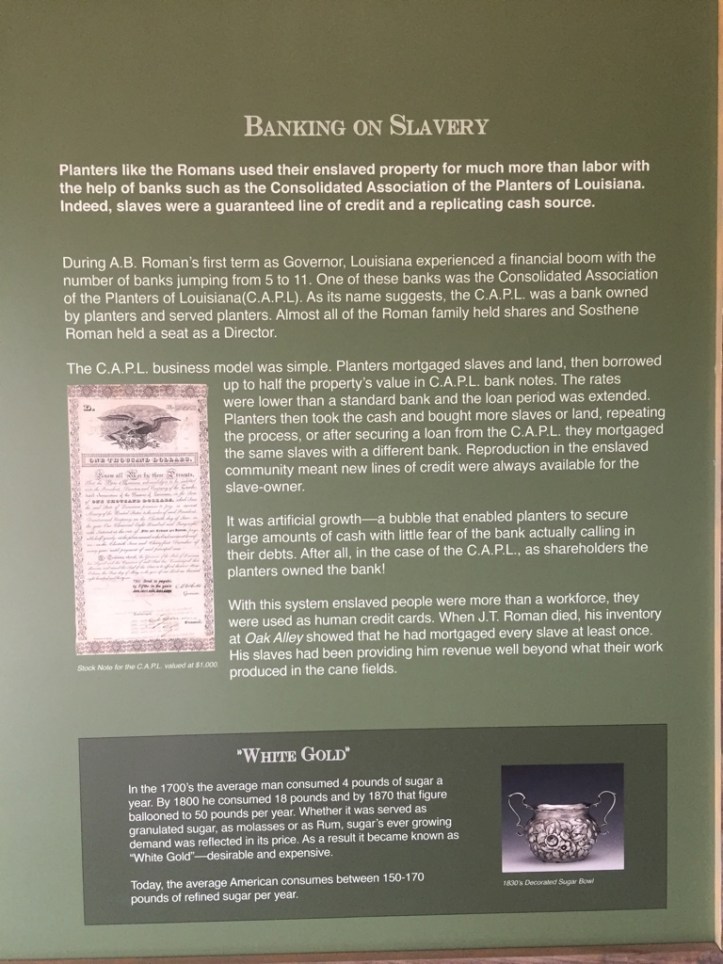 BANKING ON SLAVERY
Planters like the Romans used their enslaved property for much more than labor with
the help of banks such as the Consolidated Association of the Planters of Louisiana.
Indeed, slaves were a guaranteed line of credit and a replicating cash source.
During A.B. Roman's first term as Governor, Louisiana experienced a financial boom with the
number of banks jumping from 5 to 11. One of these banks was the Consolidated Association
of the Planters of Louisiana(C.A.P.L). As its name suggests, the C.A.P.L. was a bank owned
by planters and served planters. Almost all of the Roman family held shares and Sosthene
Roman held a seat as a Director.
The C.A.P.L. business model was simple. Planters mortgaged slaves and land, then borrowed
up to half the property's value in C.A.P.L. bank notes. The rates
were lower than a standard bank and the loan period was extended.
Planters then took the cash and bought more slaves or land, repeating
the process, or after securing a loan from the C.A.P.L. they mortgaged
the same slaves with a different bank. Reproduction in the enslaved
community meant new lines of credit were always available for the
slave-owner.
It was artificial growth—a bubble that enabled planters to secure
large amounts of cash with little fear of the bank actually calling in
their debts. After all, in the case of the C.A.P.L., as shareholders the
planters owned the bank!
With this system enslaved people were more than a workforce, they
were used as human credit cards. When J.T. Roman died, his inventory
at Oak Alley showed that he had mortgaged every slave at least once.
His slaves had been providing him revenue well beyond what their work
produced in the cane fields.
ONE THOUSAND DOLLARS.
Know all Men by these Presents,
ONE THOUSAND DOLLARS,
Stock Note for the C.A.P.L. valued at $1,000
"WHITE GOLD"
In the 1700's the average man consumed 4 pounds of sugar a
year. By 1800 he consumed 18 pounds and by 1870 that figure
ballooned to 50 pounds per year. Whether it was served as
granulated sugar, as molasses or as Rum, sugar's ever growing
demand was reflected in its price. As a result it became known as
"White Gold"—desirable and expensive.
Today, the average American consumes between 150-170
pounds of refined sugar per year.
1830's Decorated Sugar Bowl